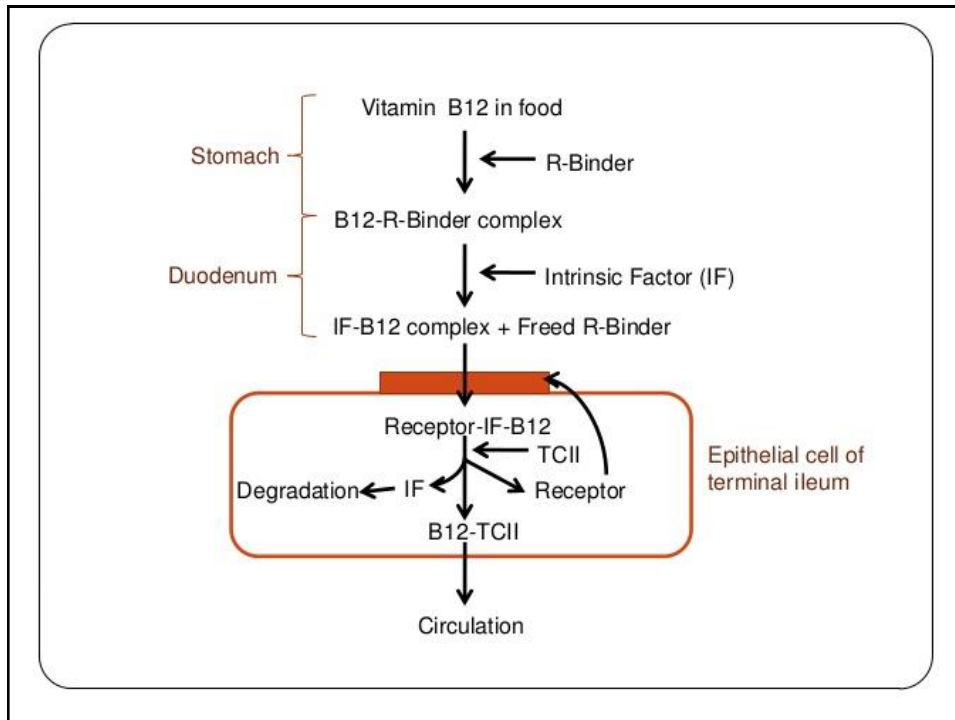 Vitamin B12 in food
Stomach
R-Binder
B12-R-Binder complex
Duodenum
Intrinsic Factor (IF)
IF-B12 complex + Freed R-Binder
Receptor-IF-B12
TCII
Epithelial cell of
terminal ileum
Degradation
IF
Receptor
B12-TCII
Circulation